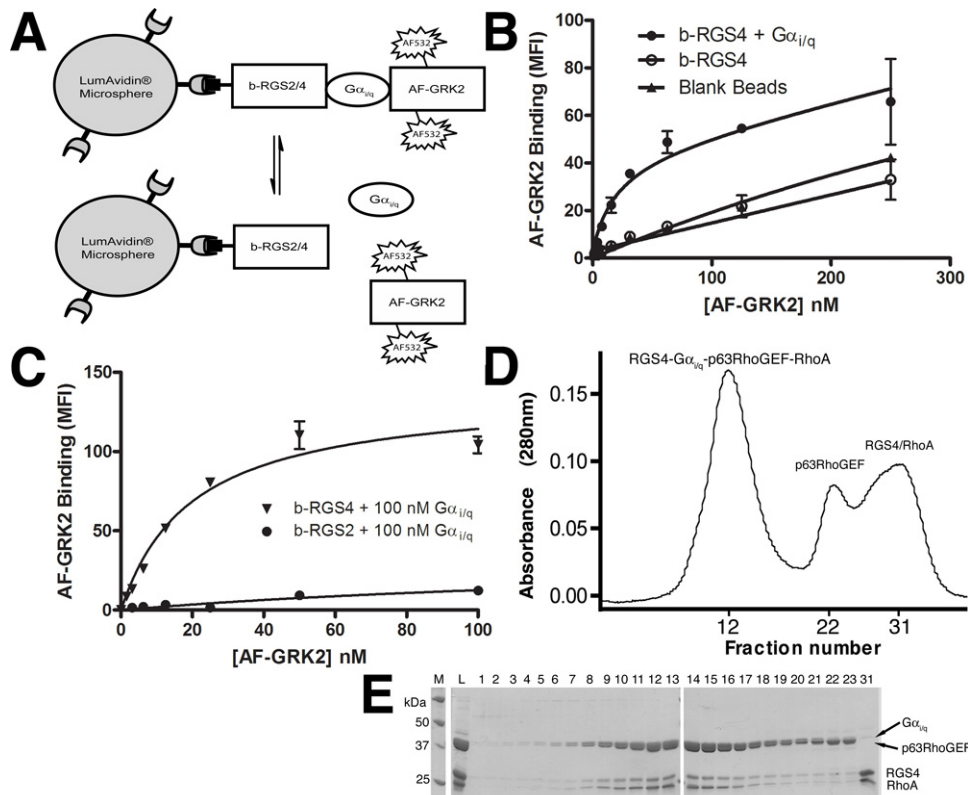 A
LumAvidin®
Microsphere
b-RGS2/4
Gαi/q
AF532
AF-GRK2
AF532
LumAvidin®
Microsphere
b-RGS2/4
Gαi/q
AF532
AF-GRK2
AF532
B
AF-GRK2 Binding (MFI)
100
80
60
40
20
0
b-RGS4 + Gαi/q
b-RGS4
Blank Beads
0 100 200 300
[AF-GRK2] nM
C
AF-GRK2 Binding (MFI)
150
100
50
0
b-RGS4 + 100 nM Gαi/q
b-RGS2 + 100 nM Gαi/q
0 20 40 60 80 100
[AF-GRK2] nM
D
Absorbance (280nm)
0.15
0.10
0.05
0.00
RGS4-Gαi/q-p63RhoGEF-RhoA
p63RhoGEF
RGS4/RhoA
12 22 31
Fraction number
E
M L 1 2 3 4 5 6 7 8 9 10 11 12 13 14 15 16 17 18 19 20 21 22 23 31
kDa
50
37
25
Gαi/q
p63RhoGEF
RGS4
RhoA